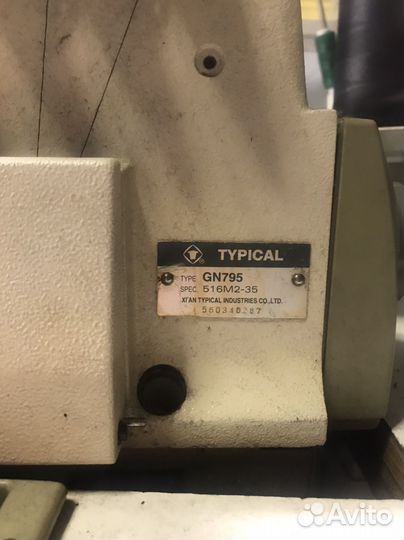 TYPICAL
TYPE GN795
SPEC. 516M2-35
XI'AN TYPICAL INDUSTRIES CO.,LTD.
560340287
Avito